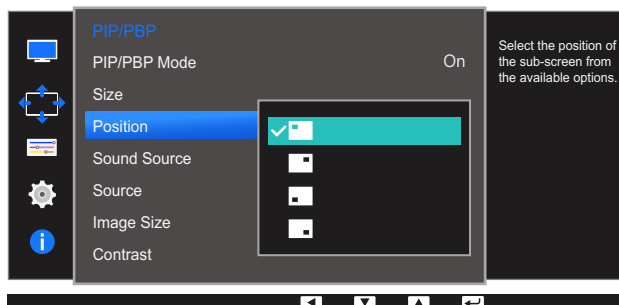 PIP/PBP
PIP/PBP Mode On
Size
Position
Sound Source
Source
Image Size
Contrast
Select the position of
the sub-screen from
the available options.